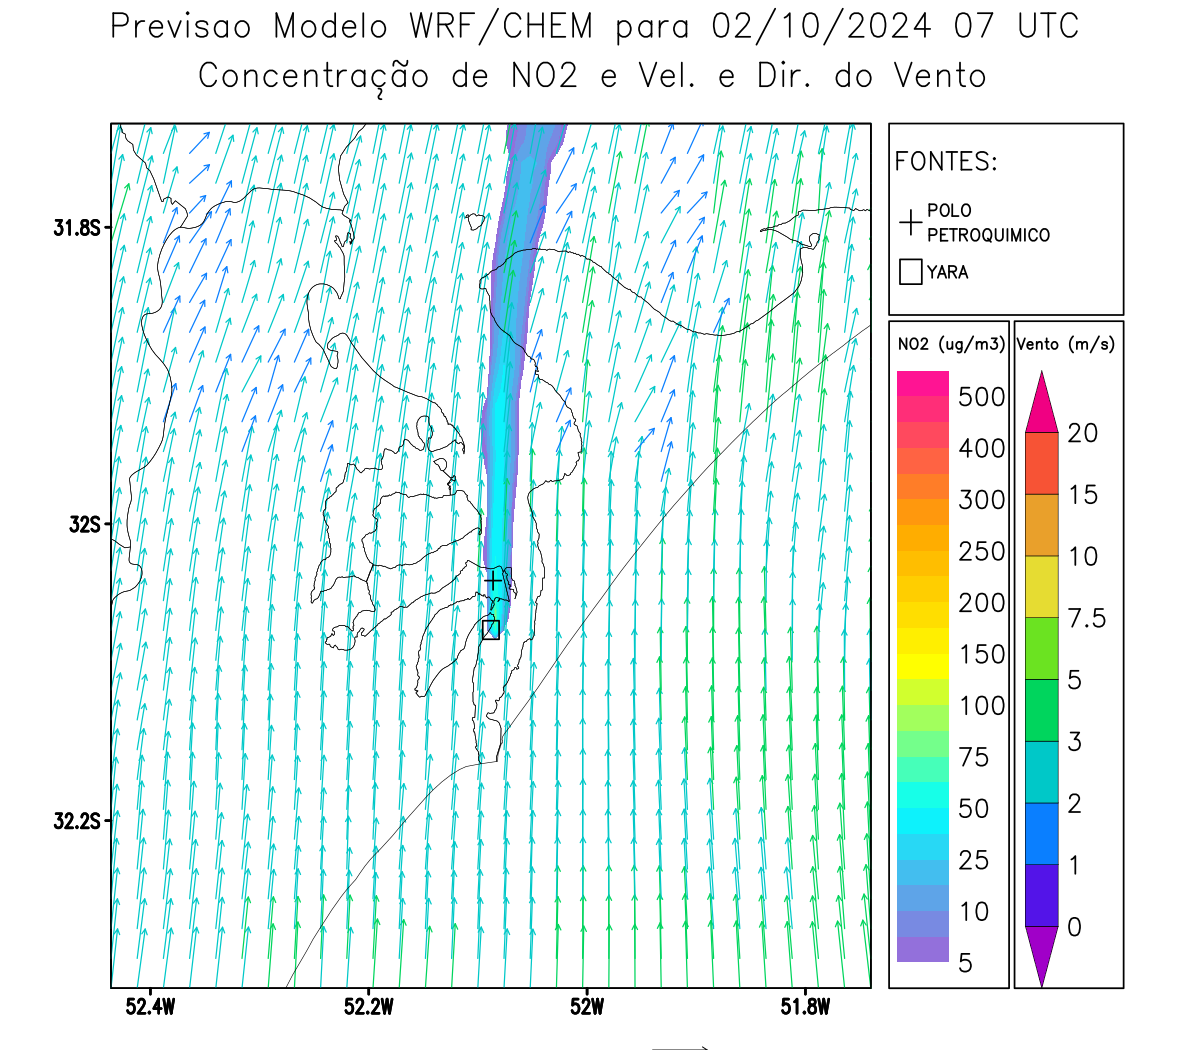 Previsao Modelo WRF/CHEM para 02/10/2024 07 UTC
Concentração de NO2 e Vel. e Dir. do Vento
FONTES:
POLO
PETROQUIMICO
YARA
NO2 (ug/m3)
500
400
300
250
200
150
100
75
50
25
10
5
Vento (m/s)
20
15
10
7.5
5
3
2
1
0
31.8S
32S
32.2S
52.4W
52.2W
52W
51.8W